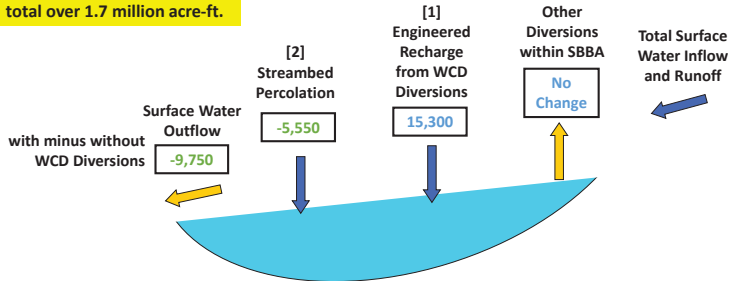 total over 1.7 million acre-ft.
[2]
Streambed
Percolation
-5,550
[1]
Engineered
Recharge
from WCD
Diversions
15,300
Other
Diversions
within SBBA
No
Change
Total Surface
Water Inflow
and Runoff
Surface Water
Outflow
-9,750
with minus without
WCD Diversions